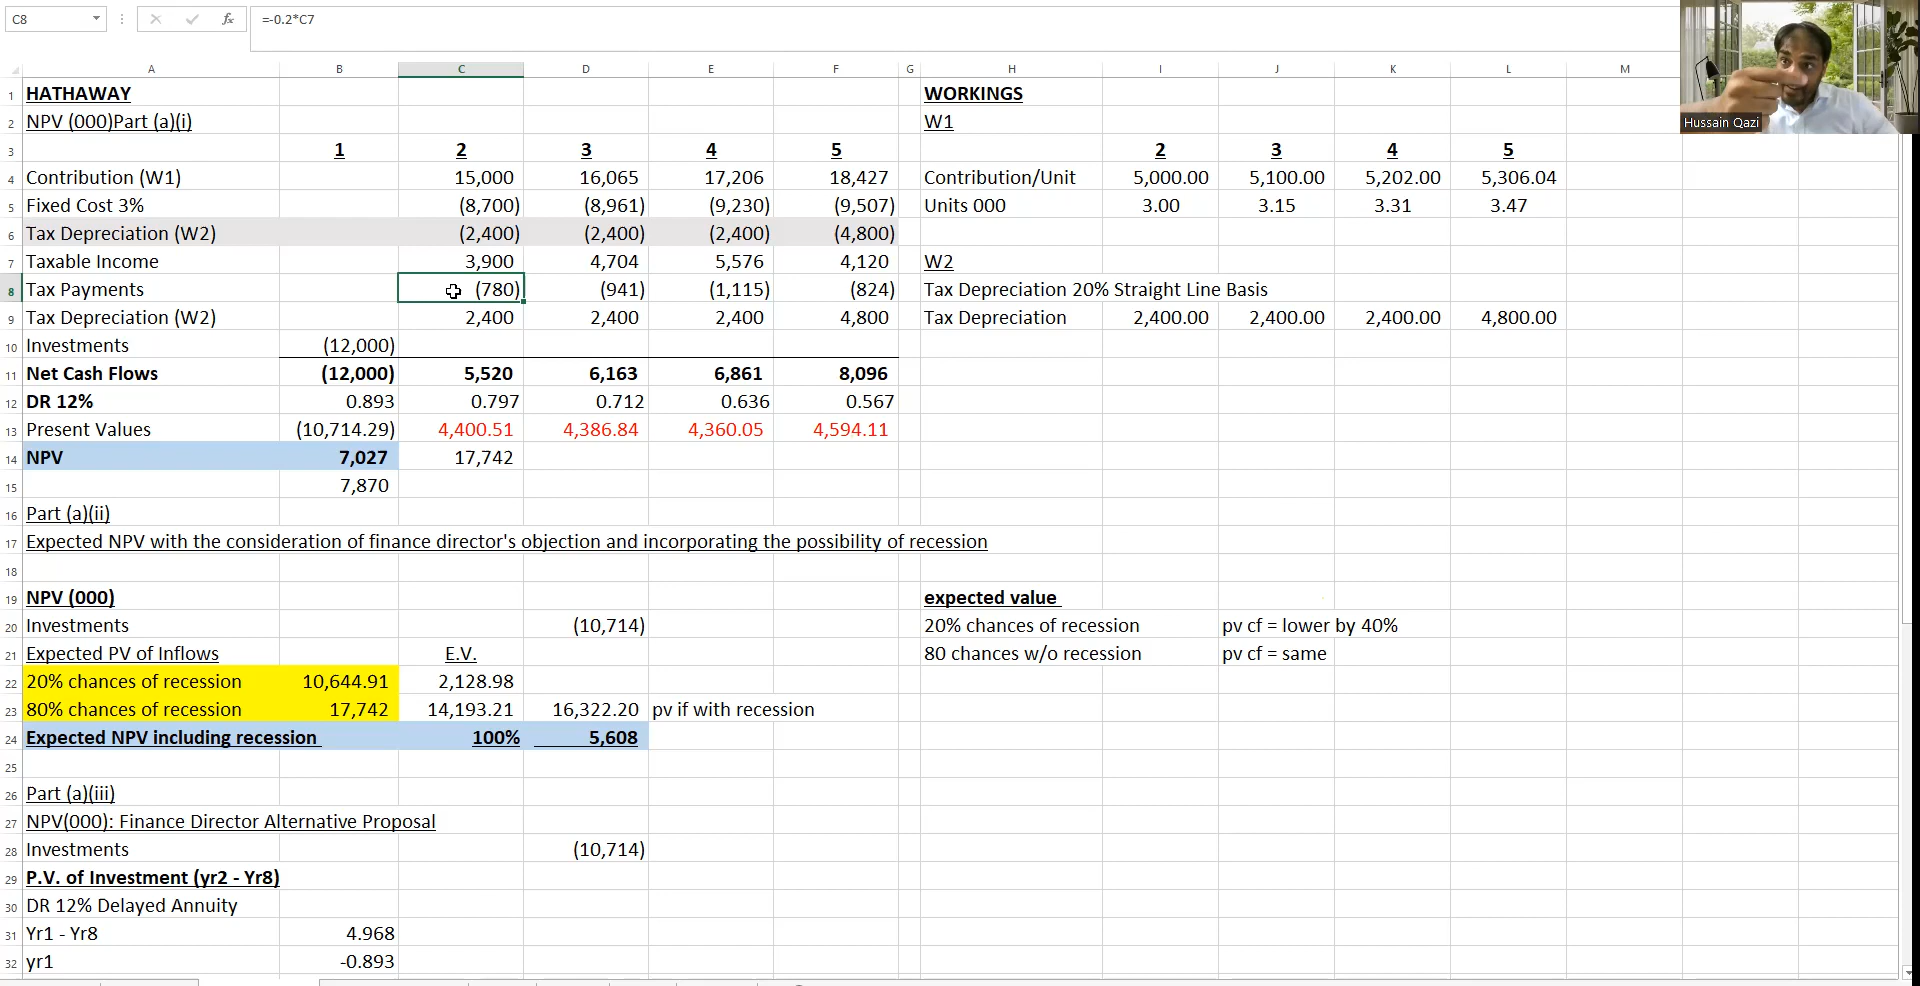 C8 fx =-0.2*C7
A B C D E F G H I J K L M
Hussain Qazi
1 HATHAWAY WORKINGS
2 NPV (000)Part (a)(i) W1
3 1 2 3 4 5 2 3 4 5
4 Contribution (W1) 15,000 16,065 17,206 18,427 Contribution/Unit 5,000.00 5,100.00 5,202.00 5,306.04
5 Fixed Cost 3% (8,700) (8,961) (9,230) (9,507) Units 000 3.00 3.15 3.31 3.47
6 Tax Depreciation (W2) (2,400) (2,400) (2,400) (4,800)
7 Taxable Income 3,900 4,704 5,576 4,120 W2
8 Tax Payments (780) (941) (1,115) (824) Tax Depreciation 20% Straight Line Basis
9 Tax Depreciation (W2) 2,400 2,400 2,400 4,800 Tax Depreciation 2,400.00 2,400.00 2,400.00 4,800.00
10 Investments (12,000)
11 Net Cash Flows (12,000) 5,520 6,163 6,861 8,096
12 DR 12% 0.893 0.797 0.712 0.636 0.567
13 Present Values (10,714.29) 4,400.51 4,386.84 4,360.05 4,594.11
14 NPV 7,027 17,742
15 7,870
16 Part (a)(ii)
17 Expected NPV with the consideration of finance director's objection and incorporating the possibility of recession
18
19 NPV (000) expected value
20 Investments (10,714) 20% chances of recession pv cf = lower by 40%
21 Expected PV of Inflows E.V. 80 chances w/o recession pv cf = same
22 20% chances of recession 10,644.91 2,128.98
23 80% chances of recession 17,742 14,193.21 16,322.20 pv if with recession
24 Expected NPV including recession 100% 5,608
25
26 Part (a)(iii)
27 NPV(000): Finance Director Alternative Proposal
28 Investments (10,714)
29 P.V. of Investment (yr2 - Yr8)
30 DR 12% Delayed Annuity
31 Yr1 - Yr8 4.968
32 yr1 -0.893